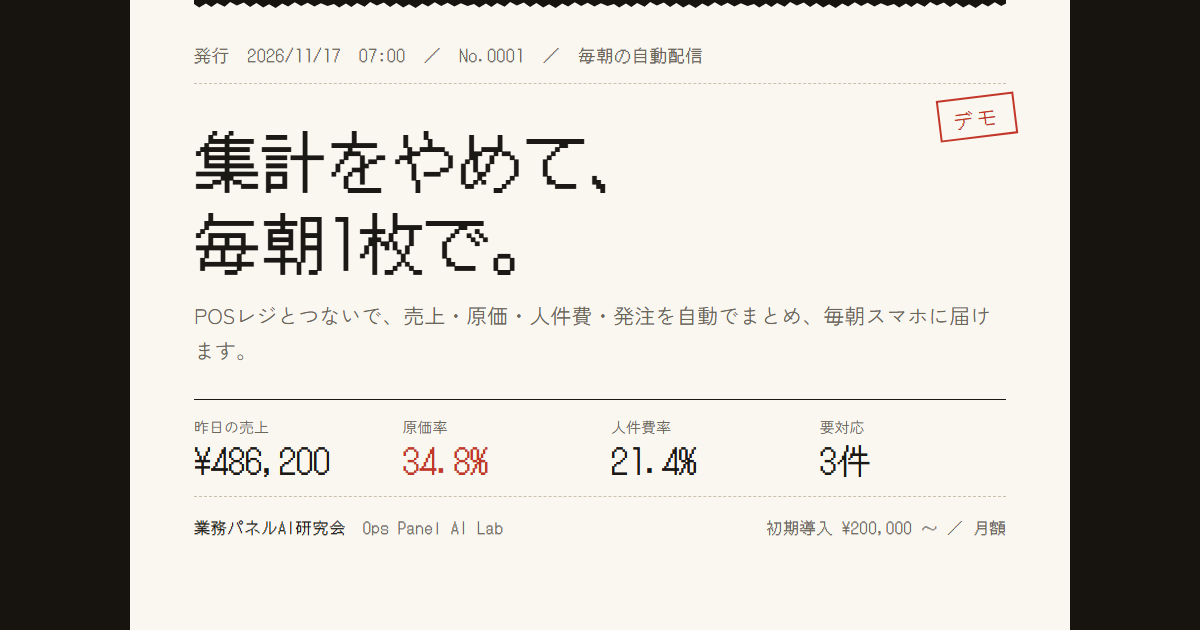 発行 2026/11/17 07:00 ／ No.0001 ／ 毎朝の自動配信
デモ
集計をやめて、
毎朝1枚で。
POSレジとつないで、売上・原価・人件費・発注を自動でまとめ、毎朝スマホに届け
ます。
昨日の売上 原価率 人件費率 要対応
¥486,200 34.8% 21.4% 3件
業務パネルAI研究会 Ops Panel AI Lab 初期導入 ¥200,000 〜 ／ 月額